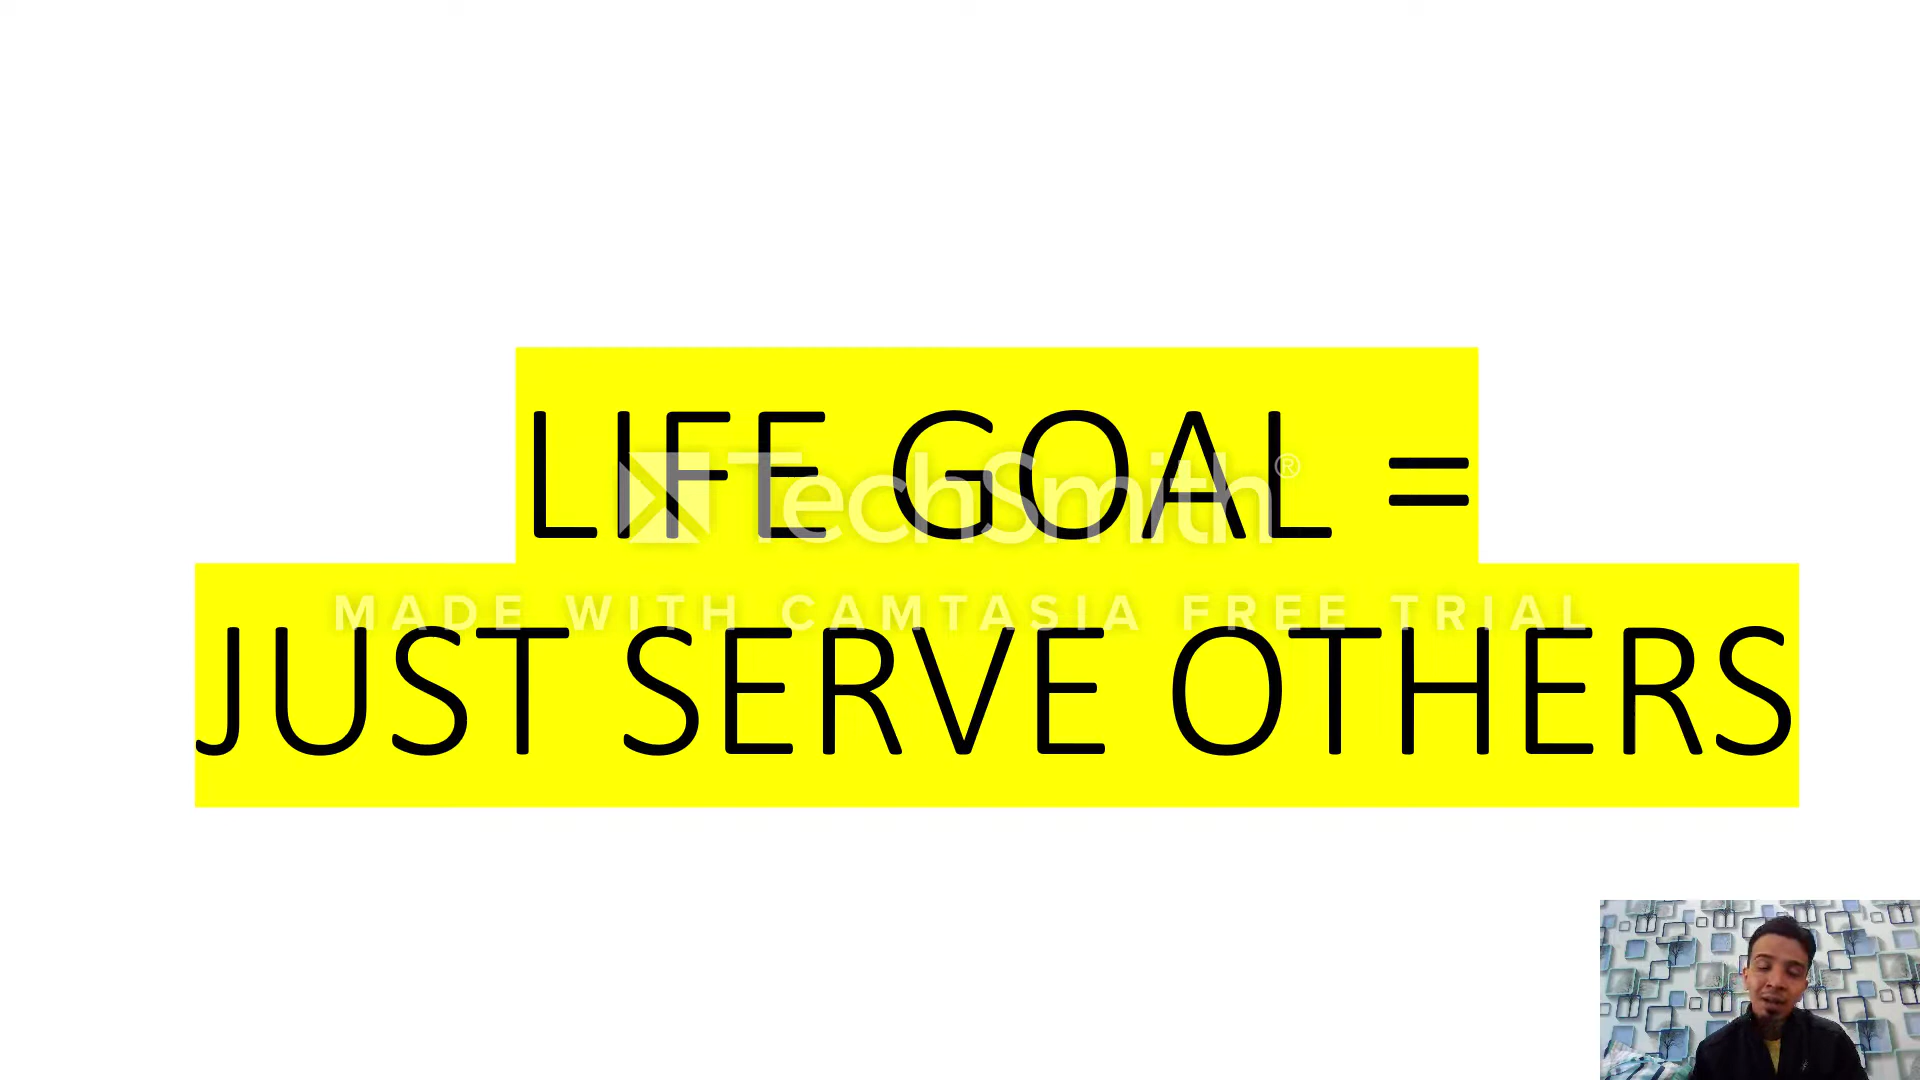 LIFE GOAL =
TechSmith®
MADE WITH CAMTASIA FREE TRIAL
JUST SERVE OTHERS